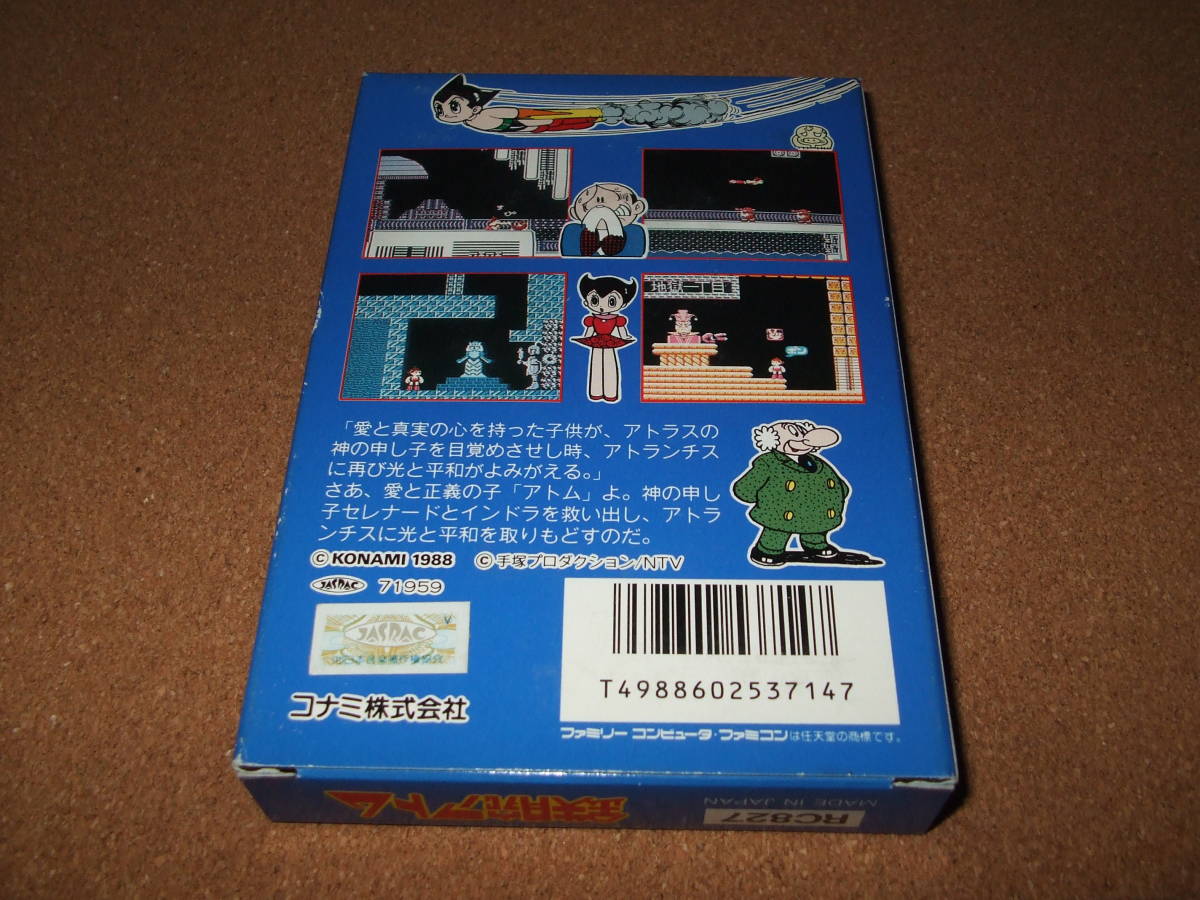 地獄一丁目
「愛と真実の心を持った子供が、アトラスの
神の申し子を目覚めさせし時、アトランチス
に再び光と平和がよみがえる。」
さあ、愛と正義の子「アトム」よ。神の申し
子セレナードとインドラを救い出し、アトラ
ンチスに光と平和を取りもどすのだ。
©KONAMI 1988 ©手塚プロダクション/NTV
JASRAC 71959
JASRAC
コナミ株式会社
T4988602537147
ファミリー コンピュータ・ファミコンは任天堂の商標です。
鉄腕アトム
MADE IN JAPAN
RC827